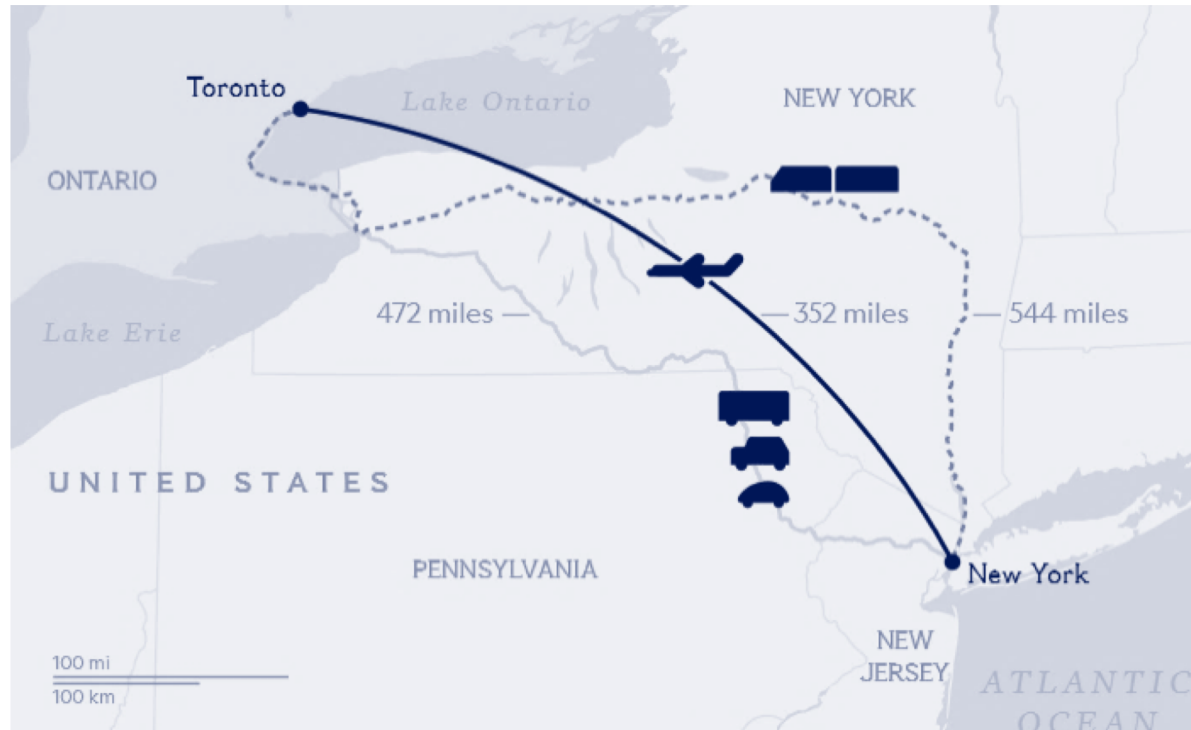 Toronto
Lake Ontario
NEW YORK
ONTARIO
472 miles
352 miles
544 miles
Lake Erie
UNITED STATES
PENNSYLVANIA
New York
NEW
JERSEY
100 mi
100 km
ATLANTIC
OCEAN